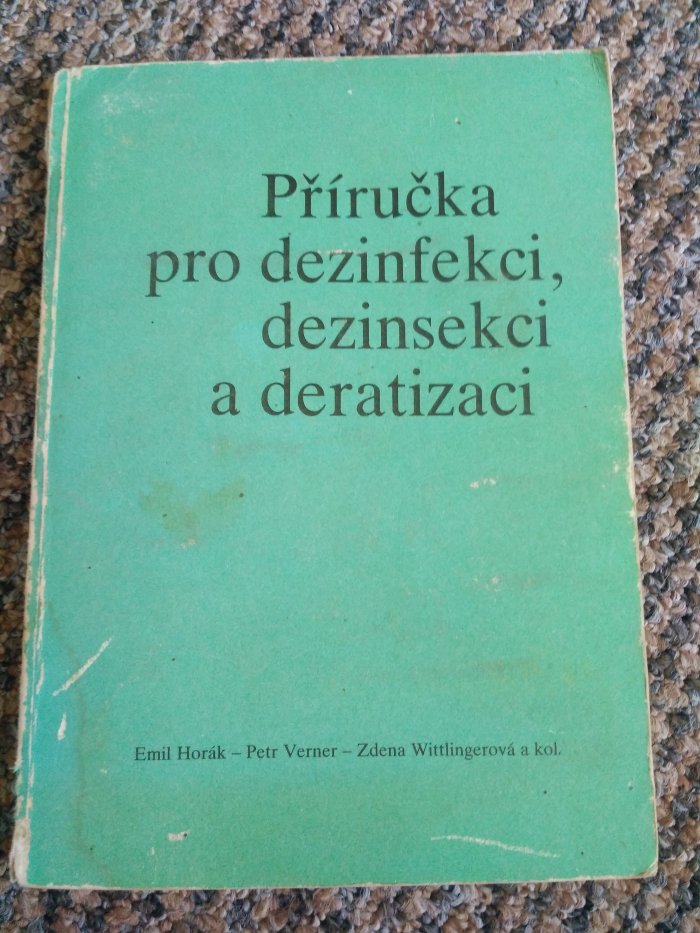 Příručka
pro dezinfekci,
dezinsekci
a deratizaci
Emil Horák – Petr Verner – Zdena Wittlingerová a kol.